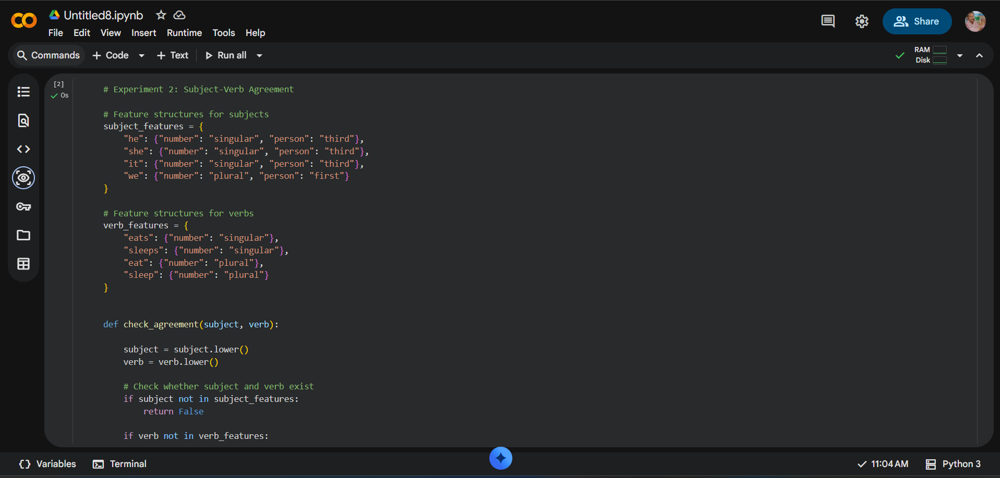 CO
Untitled8.ipynb
File Edit View Insert Runtime Tools Help
Share
Commands + Code + Text Run all
RAM
Disk
[2]
0s
# Experiment 2: Subject-Verb Agreement
# Feature structures for subjects
subject_features = {
    "he": {"number": "singular", "person": "third"},
    "she": {"number": "singular", "person": "third"},
    "it": {"number": "singular", "person": "third"},
    "we": {"number": "plural", "person": "first"}
}
# Feature structures for verbs
verb_features = {
    "eats": {"number": "singular"},
    "sleeps": {"number": "singular"},
    "eat": {"number": "plural"},
    "sleep": {"number": "plural"}
}
def check_agreement(subject, verb):
    subject = subject.lower()
    verb = verb.lower()
    # Check whether subject and verb exist
    if subject not in subject_features:
        return False
    if verb not in verb_features:
{} Variables Terminal
11:04 AM Python 3